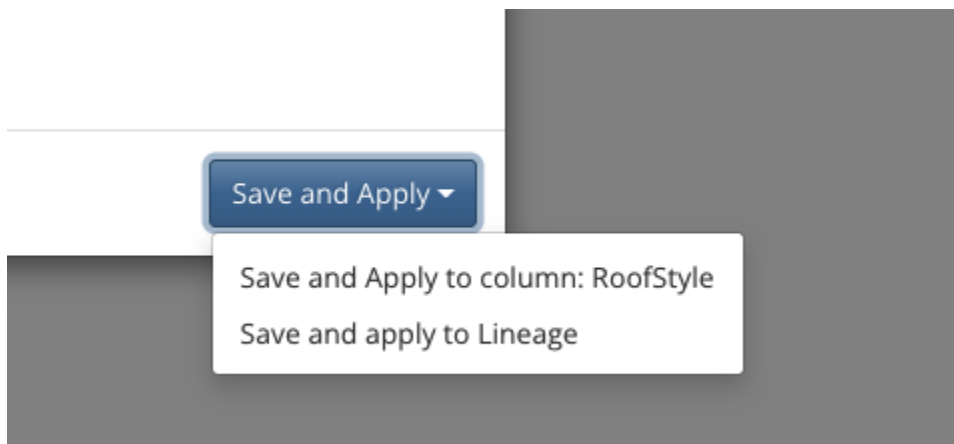 Save and Apply
Save and Apply to column: RoofStyle
Save and apply to Lineage